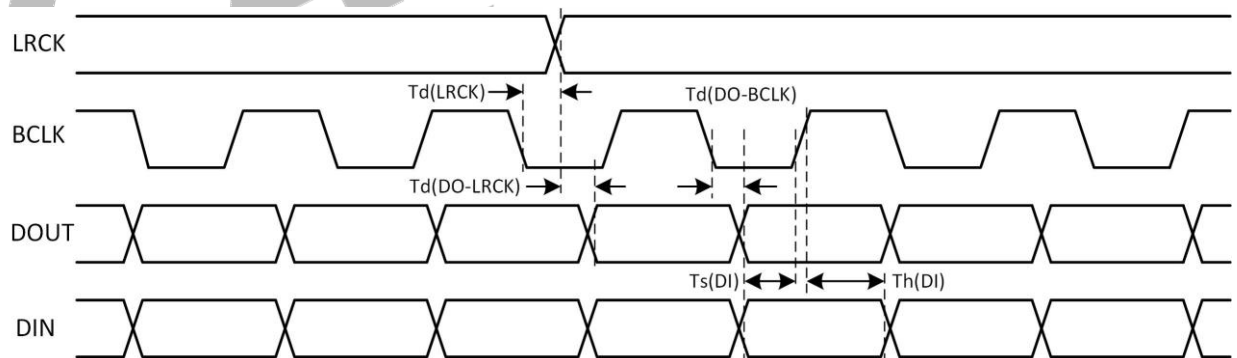 LRCK
Td(LRCK)
Td(DO-BCLK)
BCLK
Td(DO-LRCK)
DOUT
Ts(DI)
Th(DI)
DIN